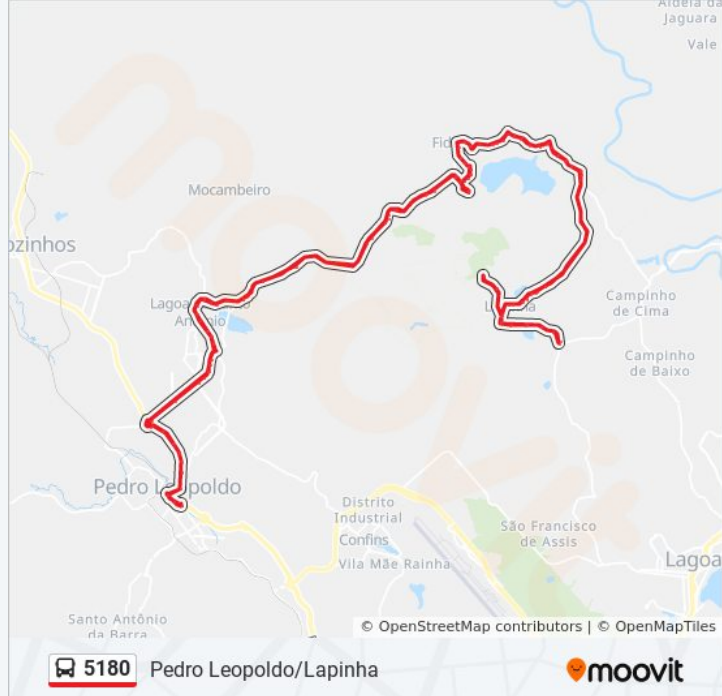 Aldeia da
Jaguara
Vale
Fid
Mocambeiro
ozinhos
Lagoa
Antônio
Campinho
de Cima
Campinho
de Baixo
Pedro Leopoldo
Distrito
Industrial
Confins
Vila Mãe Rainha
São Francisco
de Assis
Lagoa
Santo Antônio
da Barra
© OpenStreetMap contributors | © OpenMapTiles
5180 Pedro Leopoldo/Lapinha
moovit